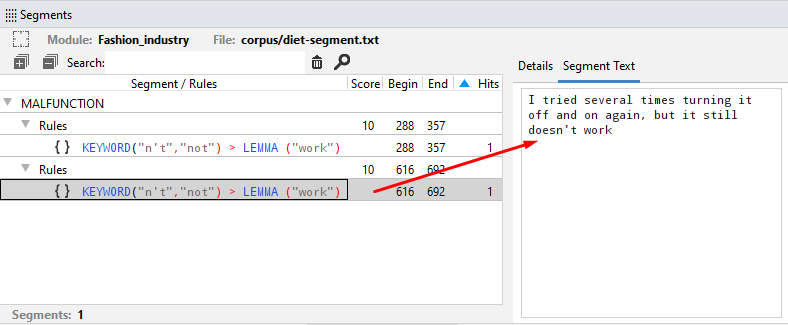 Segments
Module: Fashion_industry File: corpus/diet-segment.txt
Search:
Segment / Rules Score Begin End Hits
MALFUNCTION
Rules 10 288 357
{ } KEYWORD("n't","not") > LEMMA ("work") 288 357 1
Rules 10 616 692
{ } KEYWORD("n't","not") > LEMMA ("work") 616 692 1
Segments: 1
Details Segment Text
I tried several times turning it
off and on again, but it still
doesn't work